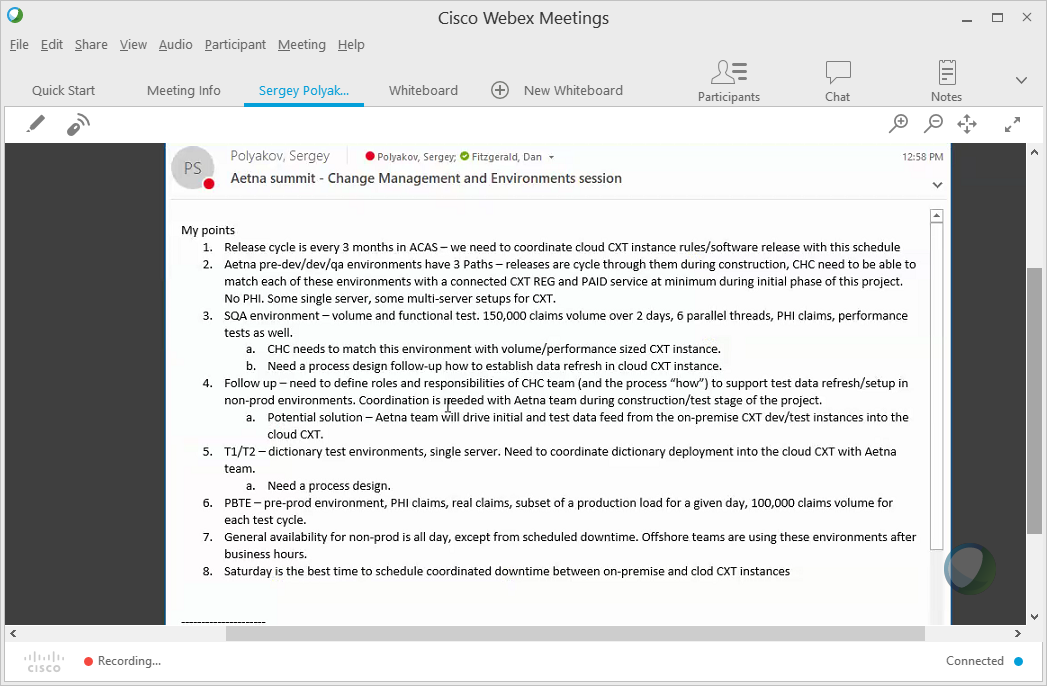 Cisco Webex Meetings
File Edit Share View Audio Participant Meeting Help
Quick Start Meeting Info Sergey Polyak... Whiteboard New Whiteboard
Participants Chat Notes
PS
Polyakov, Sergey Polyakov, Sergey; Fitzgerald, Dan 12:58 PM
Aetna summit - Change Management and Environments session
My points
1. Release cycle is every 3 months in ACAS – we need to coordinate cloud CXT instance rules/software release with this schedule
2. Aetna pre-dev/dev/qa environments have 3 Paths – releases are cycle through them during construction, CHC need to be able to
match each of these environments with a connected CXT REG and PAID service at minimum during initial phase of this project.
No PHI. Some single server, some multi-server setups for CXT.
3. SQA environment – volume and functional test. 150,000 claims volume over 2 days, 6 parallel threads, PHI claims, performance
tests as well.
a. CHC needs to match this environment with volume/performance sized CXT instance.
b. Need a process design follow-up how to establish data refresh in cloud CXT instance.
4. Follow up – need to define roles and responsibilities of CHC team (and the process “how”) to support test data refresh/setup in
non-prod environments. Coordination is needed with Aetna team during construction/test stage of the project.
a. Potential solution – Aetna team will drive initial and test data feed from the on-premise CXT dev/test instances into the
cloud CXT.
5. T1/T2 – dictionary test environments, single server. Need to coordinate dictionary deployment into the cloud CXT with Aetna
team.
a. Need a process design.
6. PBTE – pre-prod environment, PHI claims, real claims, subset of a production load for a given day, 100,000 claims volume for
each test cycle.
7. General availability for non-prod is all day, except from scheduled downtime. Offshore teams are using these environments after
business hours.
8. Saturday is the best time to schedule coordinated downtime between on-premise and clod CXT instances
--------------------
CISCO Recording... Connected